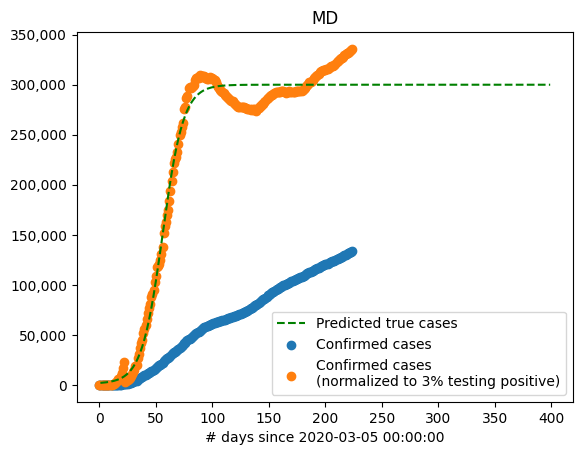 MD
350,000
300,000
250,000
200,000
150,000
100,000
50,000
0
Predicted true cases
Confirmed cases
Confirmed cases
(normalized to 3% testing positive)
0 50 100 150 200 250 300 350 400
# days since 2020-03-05 00:00:00